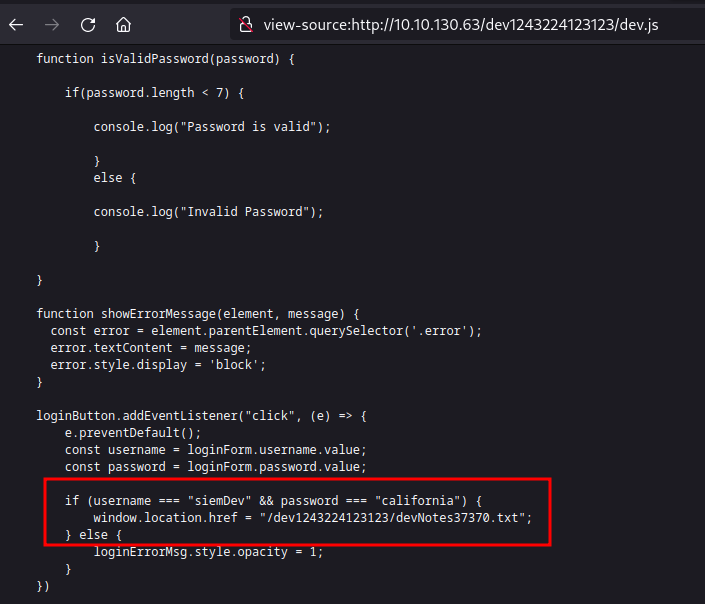 view-source:http://10.10.130.63/dev1243224123123/dev.js
function isValidPassword(password) {
if(password.length < 7) {
console.log("Password is valid");
}
else {
console.log("Invalid Password");
}
}
function showErrorMessage(element, message) {
const error = element.parentElement.querySelector('.error');
error.textContent = message;
error.style.display = 'block';
}
loginButton.addEventListener("click", (e) => {
e.preventDefault();
const username = loginForm.username.value;
const password = loginForm.password.value;
if (username === "siemDev" && password === "california") {
window.location.href = "/dev1243224123123/devNotes37370.txt";
} else {
loginErrorMsg.style.opacity = 1;
}
})